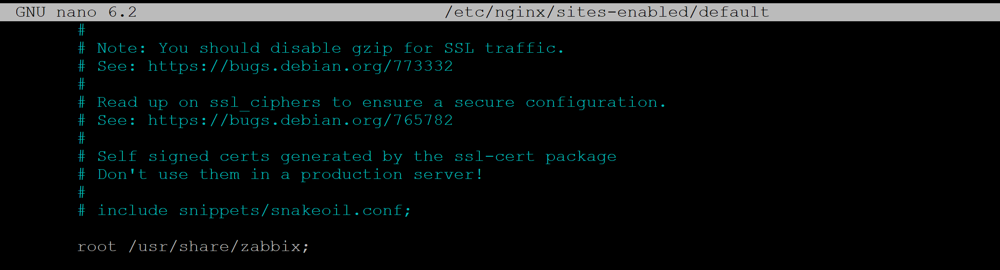 GNU nano 6.2 /etc/nginx/sites-enabled/default
#
# Note: You should disable gzip for SSL traffic.
# See: https://bugs.debian.org/773332
#
# Read up on ssl_ciphers to ensure a secure configuration.
# See: https://bugs.debian.org/765782
#
# Self signed certs generated by the ssl-cert package
# Don't use them in a production server!
#
# include snippets/snakeoil.conf;
root /usr/share/zabbix;